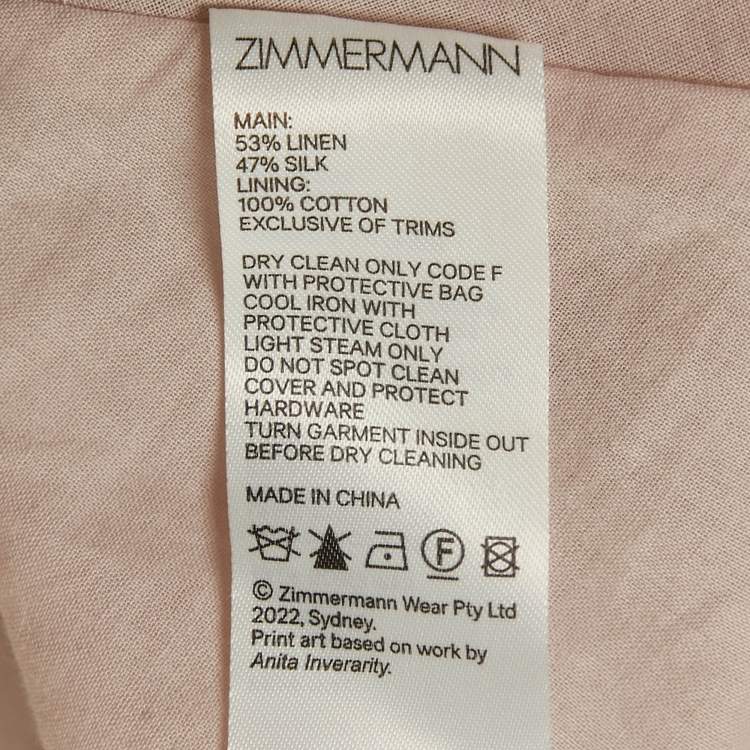 ZIMMERMANN
MAIN:
53% LINEN
47% SILK
LINING:
100% COTTON
EXCLUSIVE OF TRIMS
DRY CLEAN ONLY CODE F
WITH PROTECTIVE BAG
COOL IRON WITH
PROTECTIVE CLOTH
LIGHT STEAM ONLY
DO NOT SPOT CLEAN
COVER AND PROTECT
HARDWARE
TURN GARMENT INSIDE OUT
BEFORE DRY CLEANING
MADE IN CHINA
F
© Zimmermann Wear Pty Ltd
2022, Sydney.
Print art based on work by
Anita Inverarity.